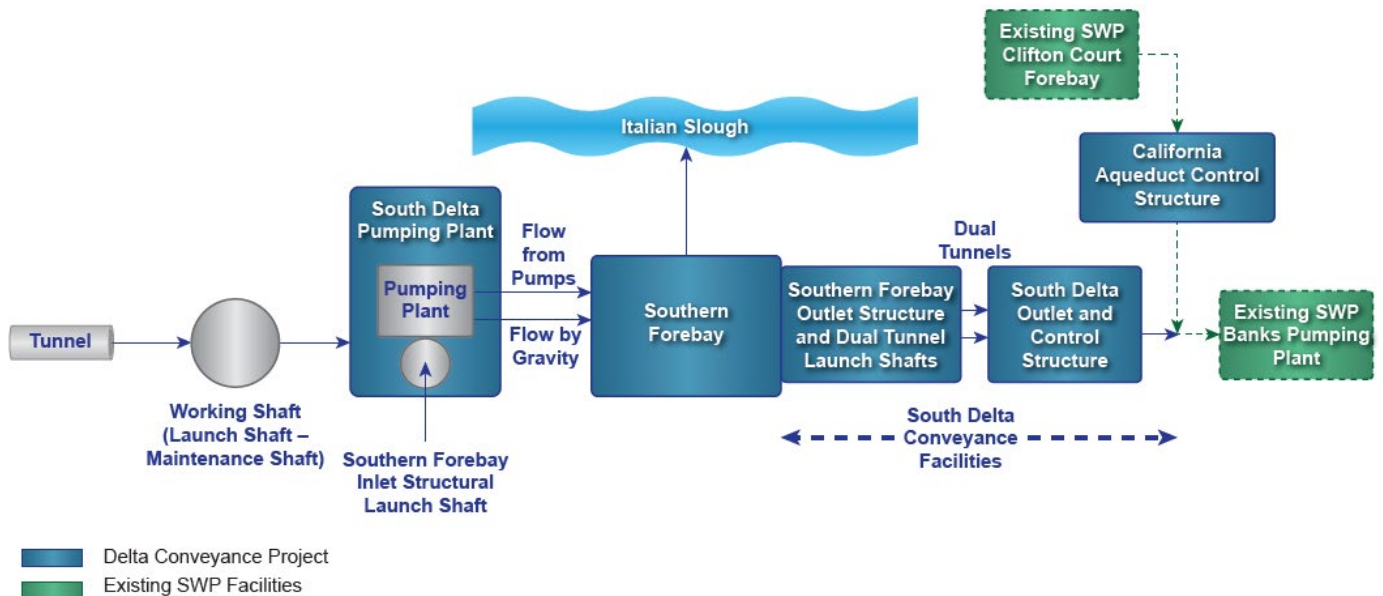 Existing SWP
Clifton Court
Forebay
Italian Slough
California
Aqueduct Control
Structure
South Delta
Pumping Plant
Flow
from
Pumps
Dual
Tunnels
Pumping
Plant
Southern
Forebay
Southern Forebay
Outlet Structure
and Dual Tunnel
Launch Shafts
South Delta
Outlet and
Control
Structure
Existing SWP
Banks Pumping
Plant
Tunnel
Flow by
Gravity
Working Shaft
(Launch Shaft –
Maintenance Shaft)
Southern Forebay
Inlet Structural
Launch Shaft
South Delta
Conveyance
Facilities
Delta Conveyance Project
Existing SWP Facilities